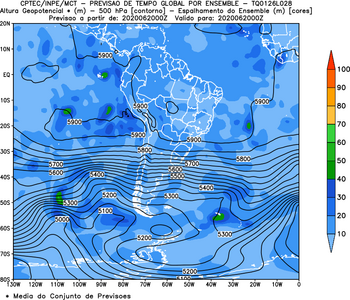 CPTEC/INPE/MCT - PREVISAO DE TEMPO GLOBAL POR ENSEMBLE - TQ0126L028
Altura Geopotencial * (m) - 500 hPa [contorno] - Espalhamento do Ensemble (m) [cores]
Previsao a partir de: 2020062000Z Valido para: 2020062000Z
20N
10N
EQ
10S
20S
30S
40S
50S
60S
70S
80S
130W 120W 110W 100W 90W 80W 70W 60W 50W 40W 30W 20W 10W 0
5900
5900
5900
5900
5900
5800
5800
5700
5600
5600
5500
5400
5400
5300
5300
5300
5200
5200
5200
5200
5100
5000
100
90
80
70
60
50
40
30
20
10
* Media do Conjunto de Previsoes